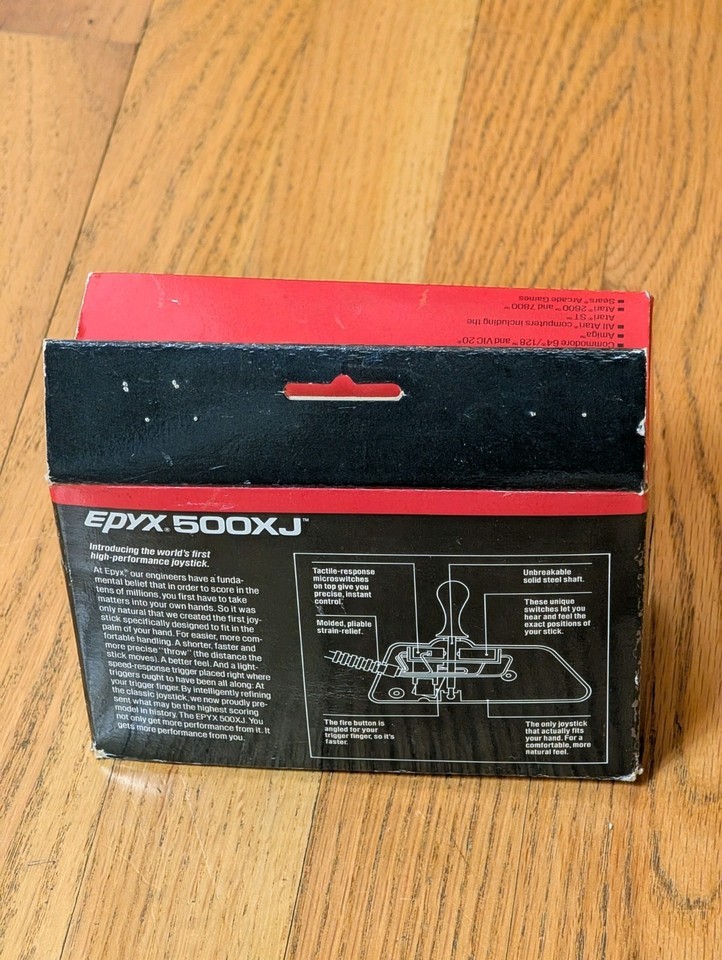 Sears® Arcade Games
Atari® 2600™ and 7800™
Atari® ST™
All Atari® computers including the
Amiga™
Commodore 64®/128™ and VIC 20®
EPYX® 500XJ™
Introducing the world's first
high-performance joystick.
At Epyx,® our engineers have a funda-
mental belief that in order to score in the
tens of millions, you first have to take
matters into your own hands. So it was
only natural that we created the first joy-
stick specifically designed to fit in the
palm of your hand. For easier, more com-
fortable handling. A shorter, faster and
more precise "throw" (the distance the
stick moves). A better feel. And a light-
speed-response trigger placed right where
triggers ought to have been all along: At
your trigger finger. By intelligently refining
the classic joystick, we now proudly pre-
sent what may be the highest scoring
model in history. The EPYX 500XJ. You
not only get more performance from it. It
gets more performance from you.
Tactile-response
microswitches
on top give you
precise, instant
control.
Molded, pliable
strain-relief.
The fire button is
angled for your
trigger finger, so it's
faster.
Unbreakable
solid steel shaft.
These unique
switches let you
hear and feel the
exact positions of
your stick.
The only joystick
that actually fits
your hand. For a
comfortable, more
natural feel.